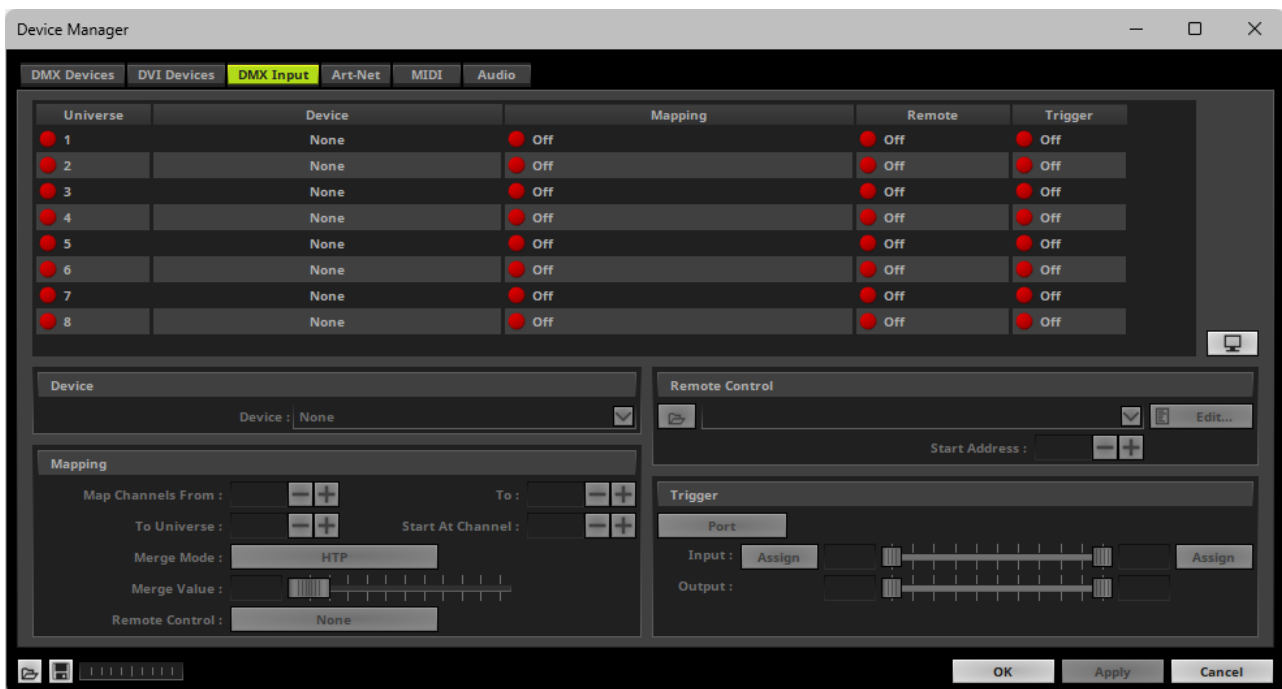 Device Manager
DMX Devices DVI Devices DMX Input Art-Net MIDI Audio
Universe Device Mapping Remote Trigger
1 None Off Off Off
2 None Off Off Off
3 None Off Off Off
4 None Off Off Off
5 None Off Off Off
6 None Off Off Off
7 None Off Off Off
8 None Off Off Off
Device
Device : None
Remote Control
Edit...
Start Address :
Mapping
Map Channels From : To :
To Universe : Start At Channel :
Merge Mode : HTP
Merge Value :
Remote Control : None
Trigger
Port
Input : Assign Assign
Output :
OK Apply Cancel